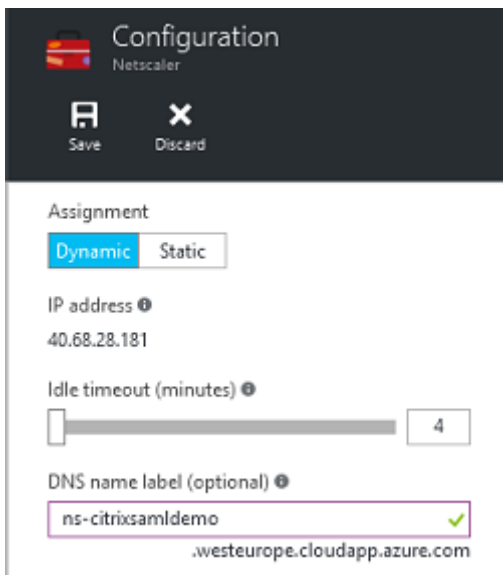 Configuration
Netscaler
Save Discard
Assignment
Dynamic Static
IP address
40.68.28.181
Idle timeout (minutes)
4
DNS name label (optional)
ns-citrixsamldemo
.westeurope.cloudapp.azure.com